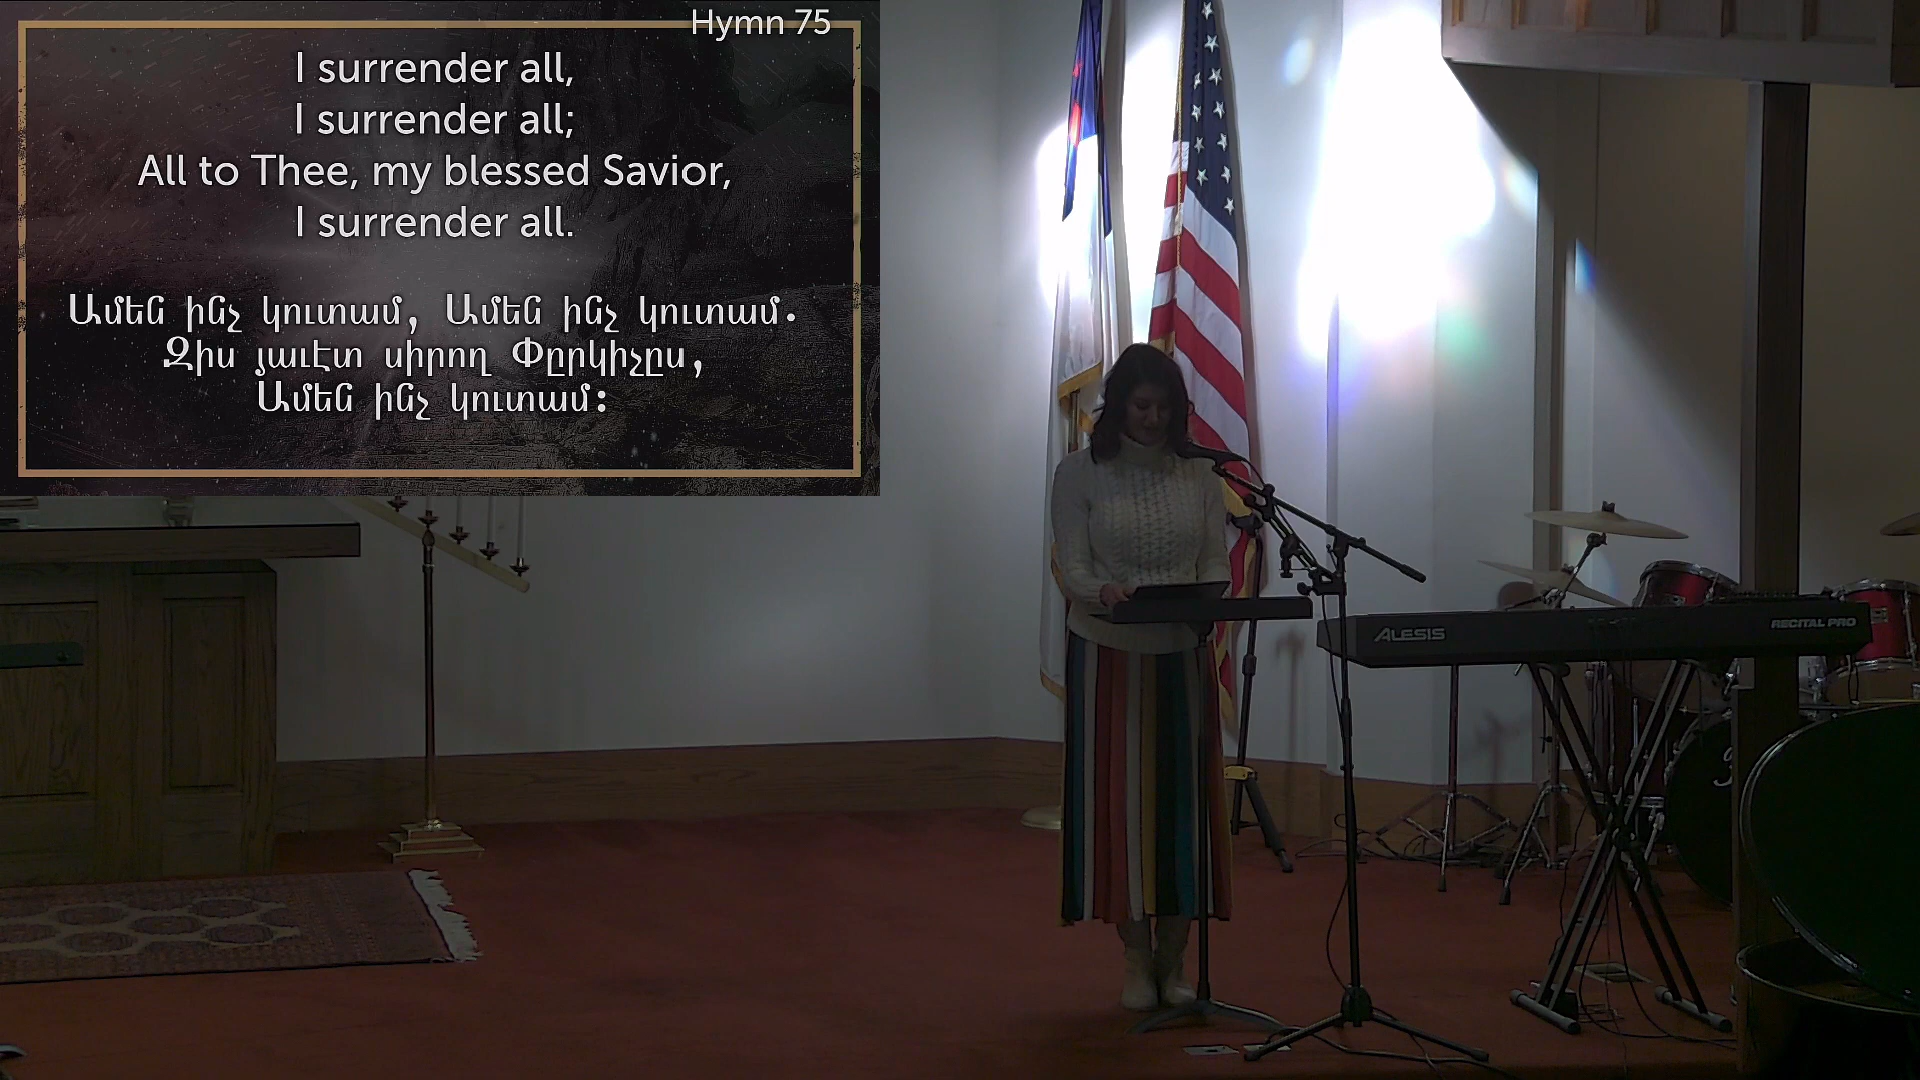 Hymn 75
I surrender all,
I surrender all;
All to Thee, my blessed Savior,
I surrender all.
Ամեն ինչ կուտամ, Ամեն ինչ կուտամ.
Զիս յաւէտ սիրող Փըրկիչըս,
Ամեն ինչ կուտամ:
ALESIS
RECITAL PRO